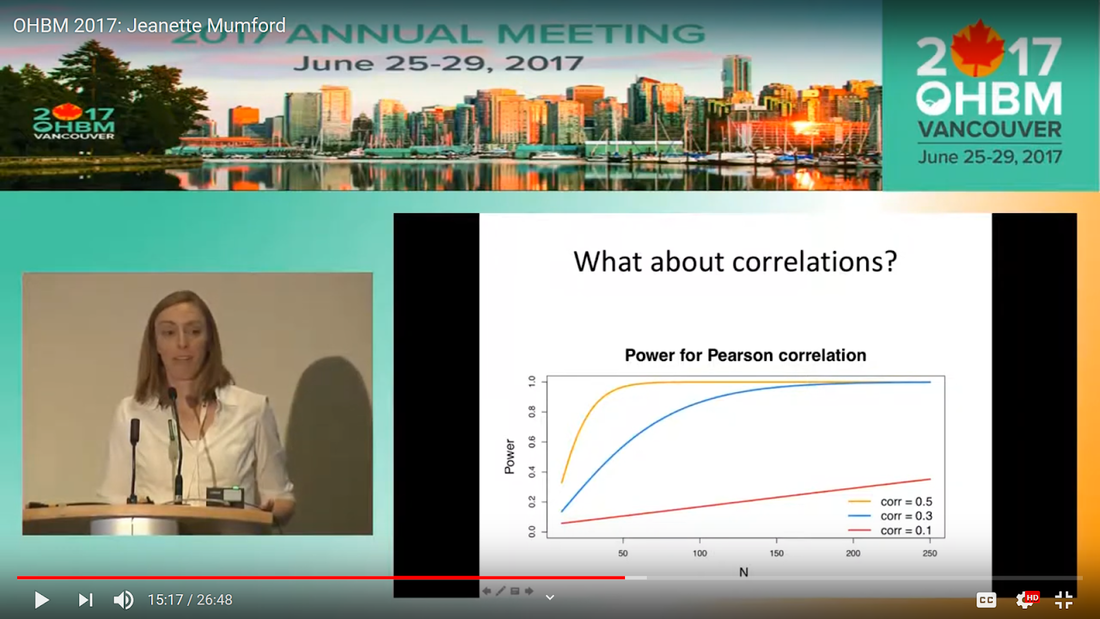 OHBM 2017: Jeanette Mumford
2017 ANNUAL MEETING
June 25-29, 2017
2017
OHBM
VANCOUVER
2017
OHBM
VANCOUVER
June 25-29, 2017
What about correlations?
Power for Pearson correlation
Power
1.0
0.8
0.6
0.4
0.2
0.0
corr = 0.5
corr = 0.3
corr = 0.1
50 100 150 200 250
N
15:17 / 26:48
CC
HD